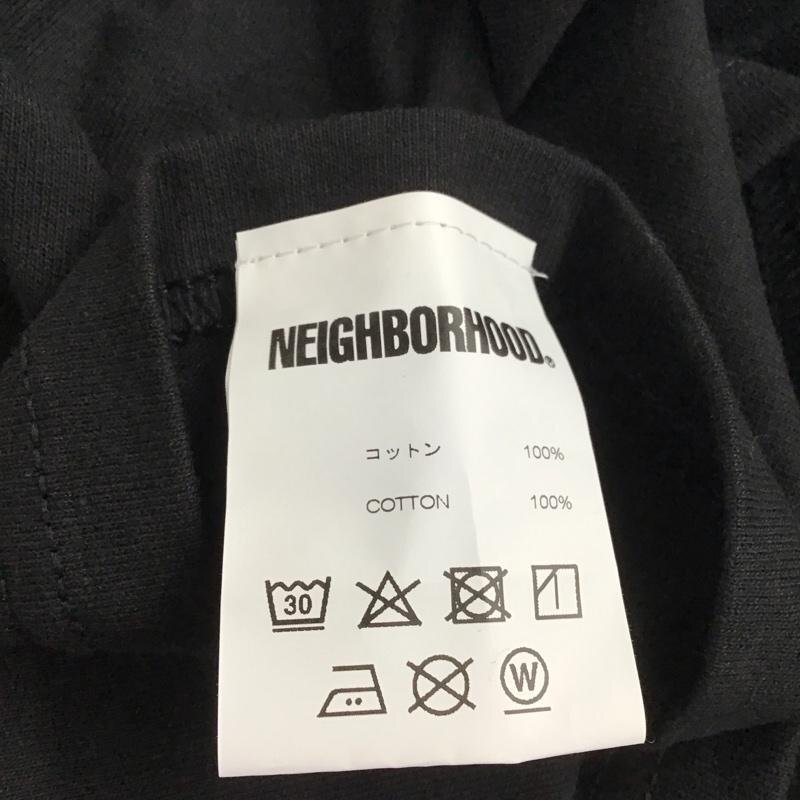 NEIGHBORHOOD®
コットン 100%
COTTON 100%
30
W